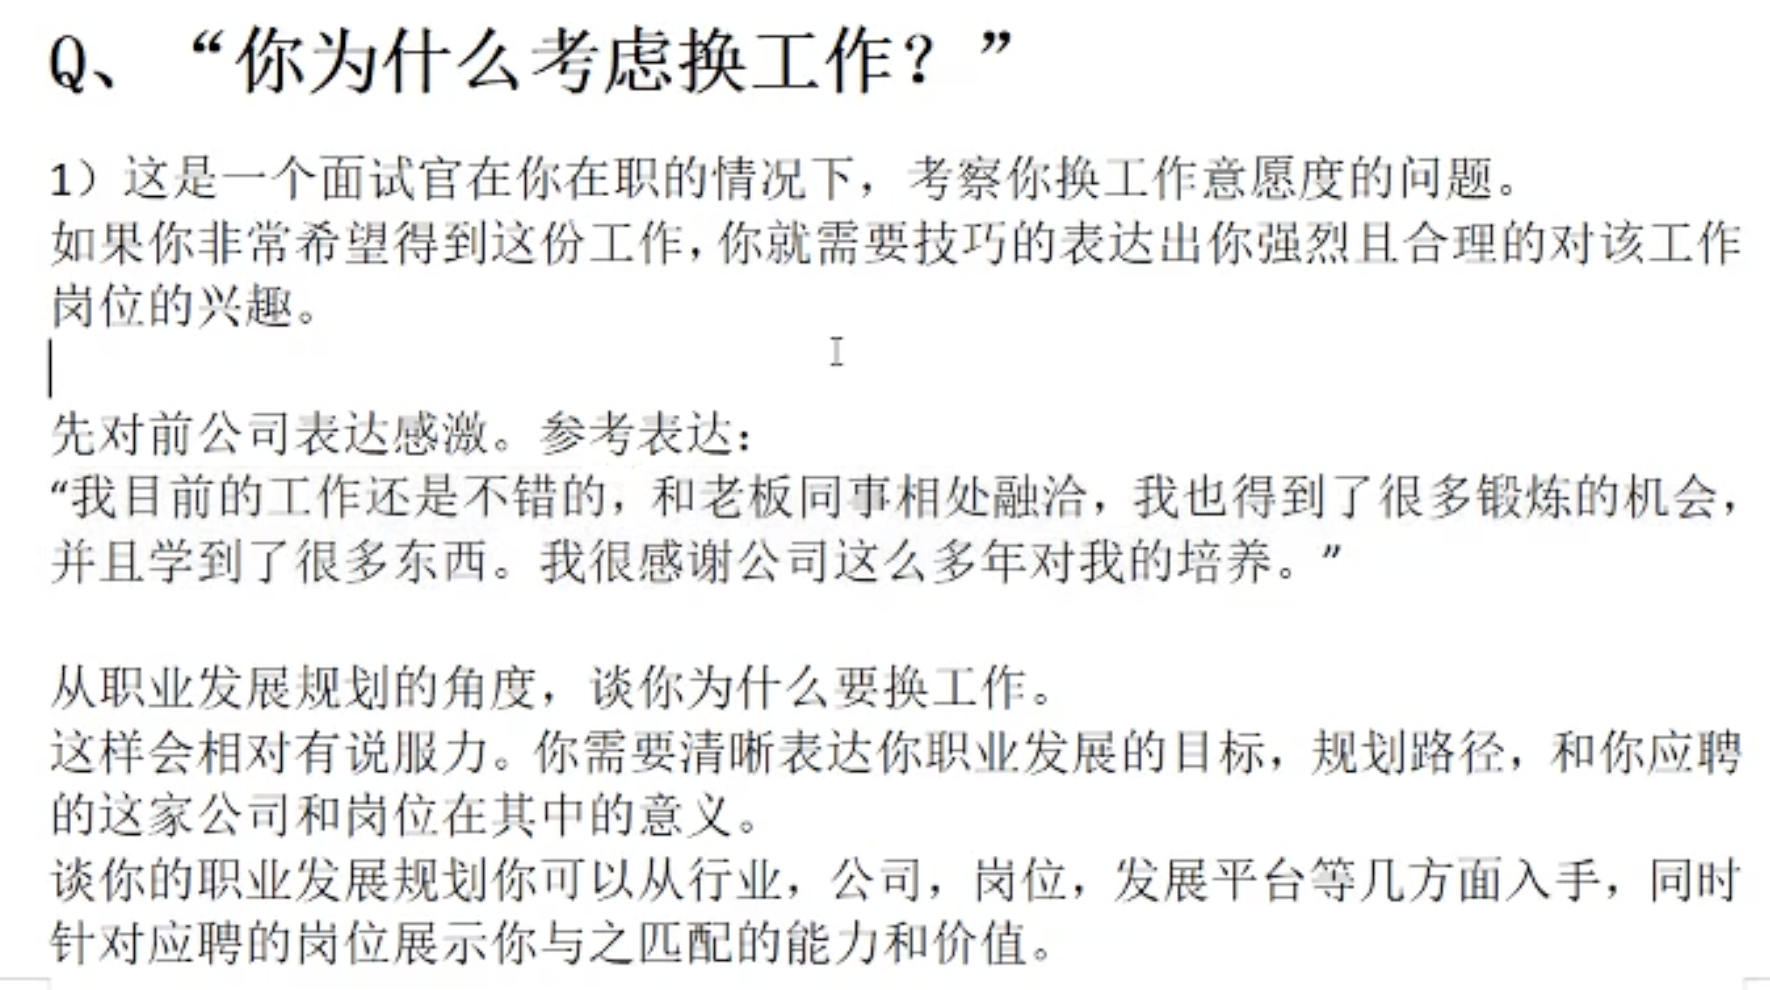 Q、“你为什么考虑换工作？”
1）这是一个面试官在你在职的情况下，考察你换工作意愿度的问题。
如果你非常希望得到这份工作，你就需要技巧的表达出你强烈且合理的对该工作
岗位的兴趣。
先对前公司表达感激。参考表达：
“我目前的工作还是不错的，和老板同事相处融洽，我也得到了很多锻炼的机会，
并且学到了很多东西。我很感谢公司这么多年对我的培养。”
从职业发展规划的角度，谈你为什么要换工作。
这样会相对有说服力。你需要清晰表达你职业发展的目标，规划路径，和你应聘
的这家公司和岗位在其中的意义。
谈你的职业发展规划你可以从行业，公司，岗位，发展平台等几方面入手，同时
针对应聘的岗位展示你与之匹配的能力和价值。